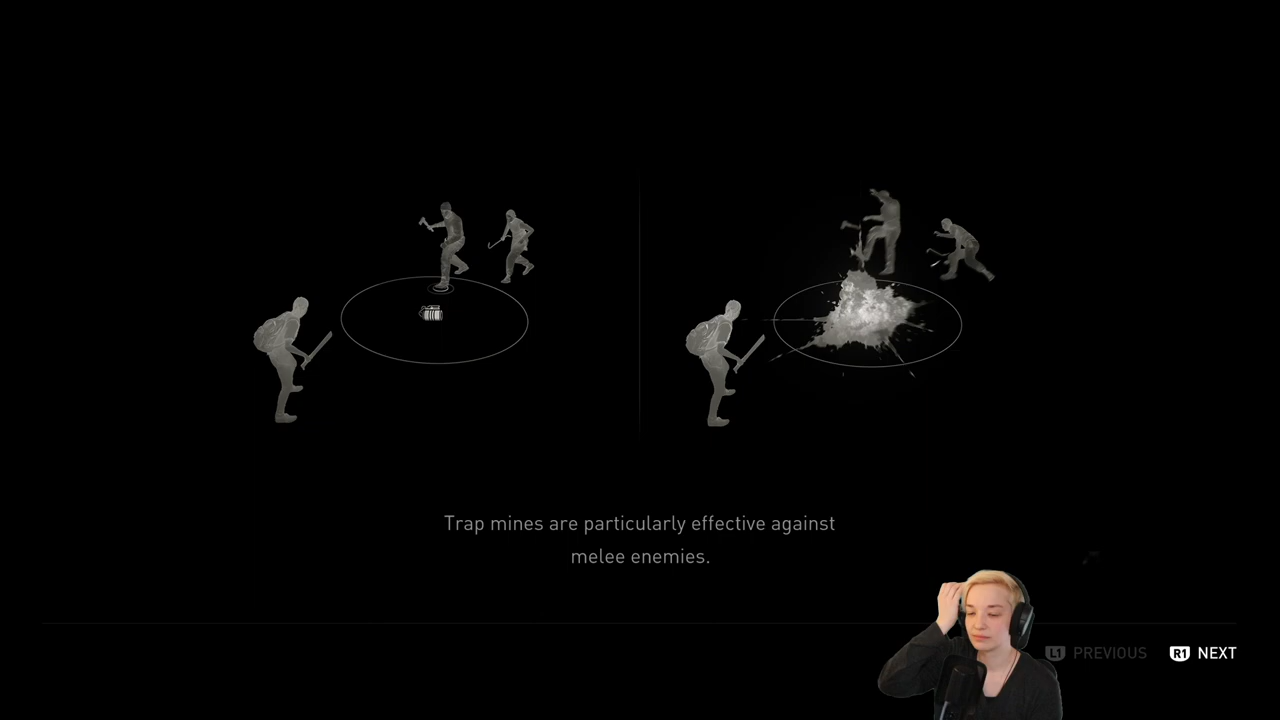 Trap mines are particularly effective against
melee enemies.
L1 PREVIOUS R1 NEXT